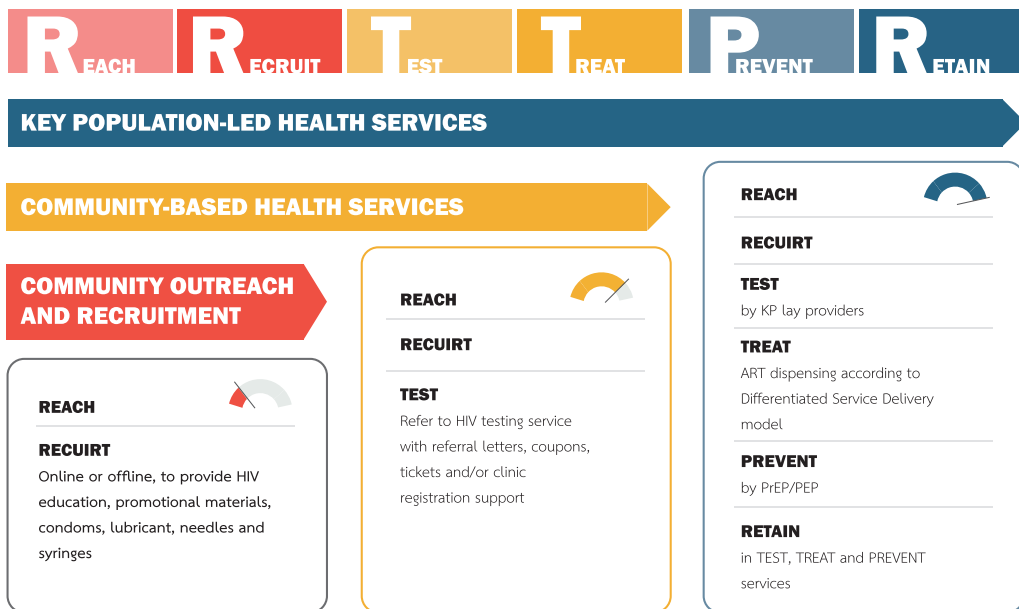 REACH RECRUIT TEST TREAT PREVENT RETAIN
KEY POPULATION-LED HEALTH SERVICES
COMMUNITY-BASED HEALTH SERVICES
COMMUNITY OUTREACH
AND RECRUITMENT
REACH
RECUIRT
Online or offline, to provide HIV
education, promotional materials,
condoms, lubricant, needles and
syringes
REACH
RECUIRT
TEST
Refer to HIV testing service
with referral letters, coupons,
tickets and/or clinic
registration support
REACH
RECUIRT
TEST
by KP lay providers
TREAT
ART dispensing according to
Differentiated Service Delivery
model
PREVENT
by PrEP/PEP
RETAIN
in TEST, TREAT and PREVENT
services